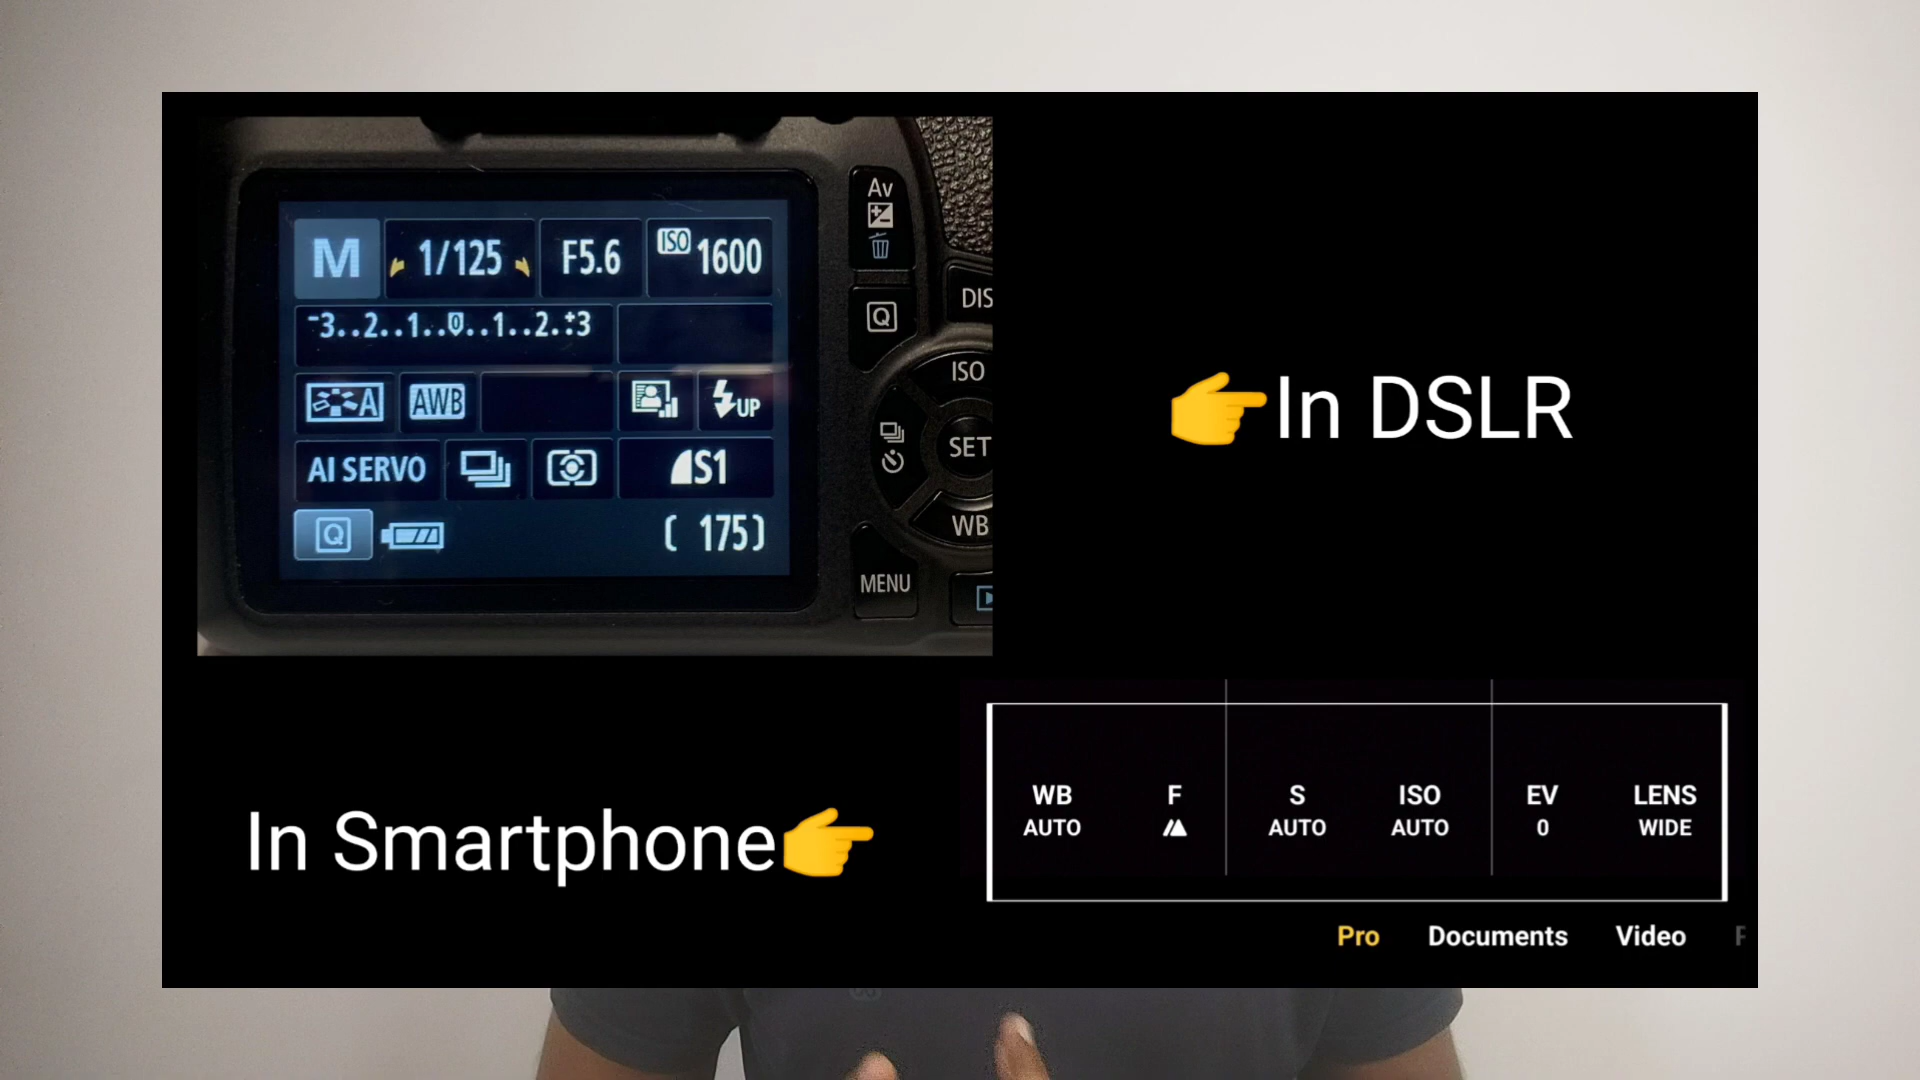 M 1/125 F5.6 ISO 1600
-3..2..1..0..1..2.:+3
A AWB UP
AI SERVO S1
Q ( 175)
Av
Q
DIS
ISO
SET
WB
MENU
👉In DSLR
In Smartphone👉
WB F S ISO EV LENS
AUTO AUTO AUTO 0 WIDE
Pro Documents Video